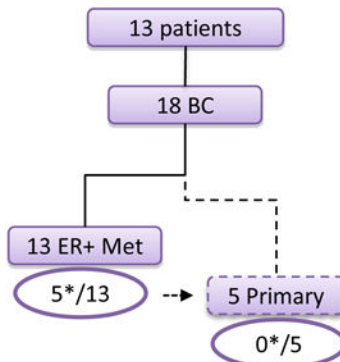 13 patients
18 BC
13 ER+ Met
5*/13
5 Primary
0*/5